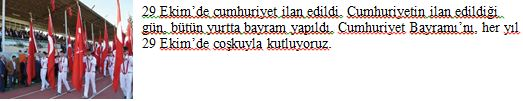 29 Ekim’de cumhuriyet ilan edildi. Cumhuriyetin ilan edildiği
gün, bütün yurtta bayram yapıldı. Cumhuriyet Bayramı’nı, her yıl
29 Ekim’de coşkuyla kutluyoruz.